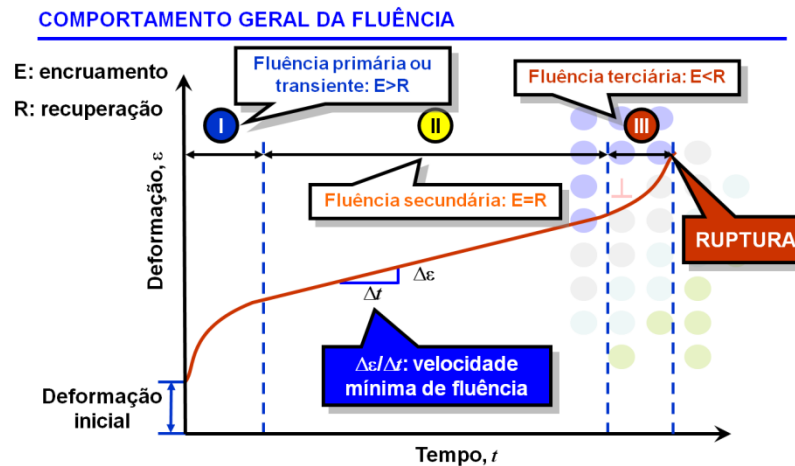 COMPORTAMENTO GERAL DA FLUÊNCIA
E: encruamento
R: recuperação
Fluência primária ou
transiente: E>R
Fluência terciária: E<R
I
II
III
Deformação, ε
Fluência secundária: E=R
⊥
RUPTURA
Δε
Δt
Δε/Δt: velocidade
mínima de fluência
Deformação
inicial
Tempo, t